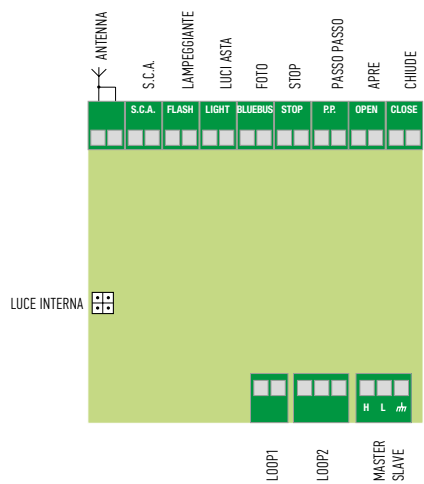 ANTENNA
S.C.A.
LAMPEGGIANTE
LUCI ASTA
FOTO
STOP
PASSO PASSO
APRE
CHIUDE
S.C.A.
FLASH
LIGHT
BLUEBUS
STOP
P.P.
OPEN
CLOSE
LUCE INTERNA
H L
LOOP1
LOOP2
MASTER
SLAVE